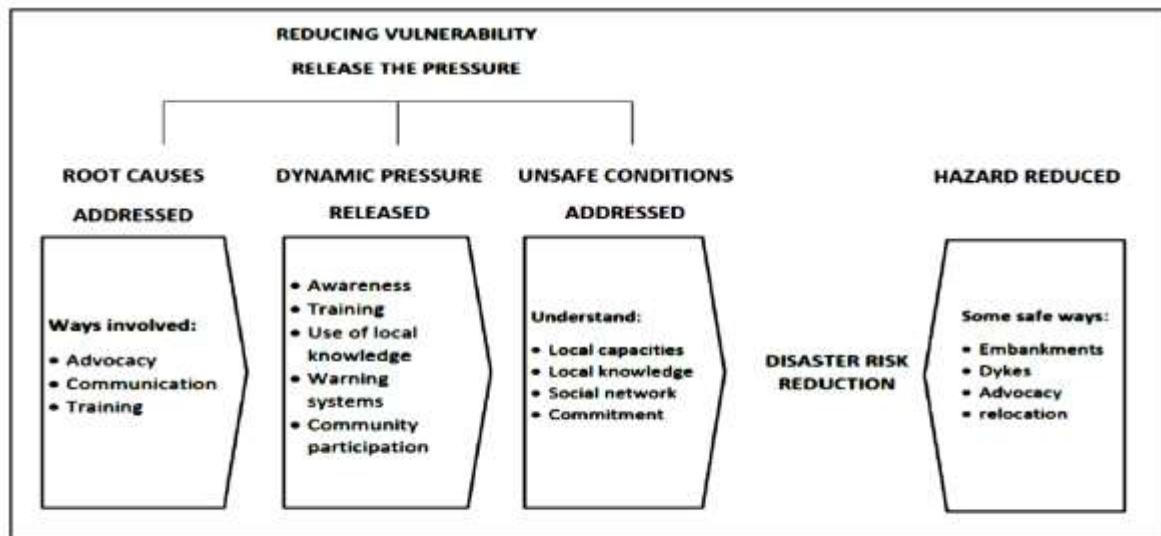 REDUCING VULNERABILITY
RELEASE THE PRESSURE
ROOT CAUSES
ADDRESSED
Ways involved:
• Advocacy
• Communication
• Training
DYNAMIC PRESSURE
RELEASED
• Awareness
• Training
• Use of local
knowledge
• Warning
systems
• Community
participation
UNSAFE CONDITIONS
ADDRESSED
Understand:
• Local capacities
• Local knowledge
• Social network
• Commitment
DISASTER RISK
REDUCTION
HAZARD REDUCED
Some safe ways:
• Embankments
• Dykes
• Advocacy
• relocation